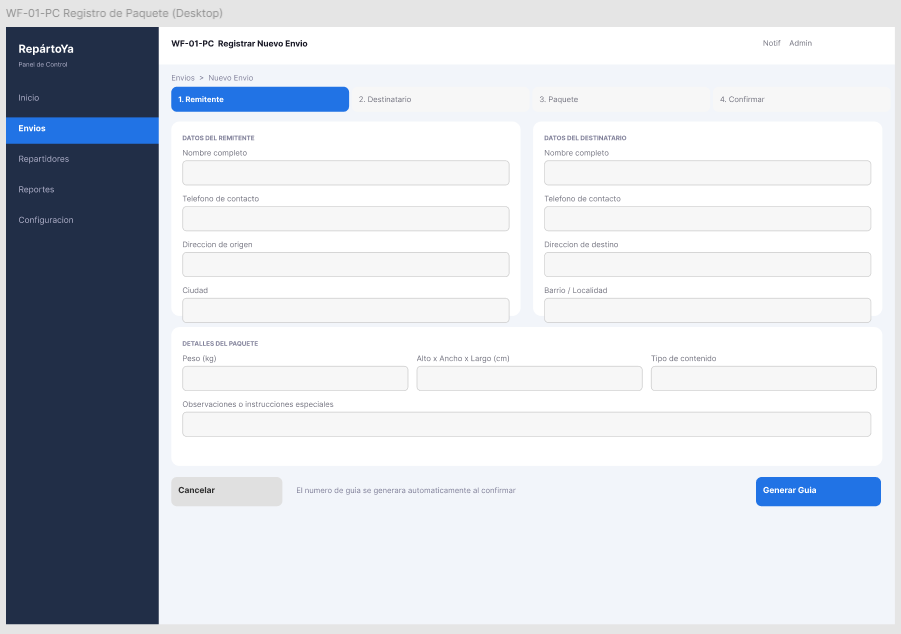 WF-01-PC Registro de Paquete (Desktop)
RepártoYa
Panel de Control
Inicio
Envios
Repartidores
Reportes
Configuracion
WF-01-PC Registrar Nuevo Envio
Notif Admin
Envios > Nuevo Envio
1. Remitente
2. Destinatario
3. Paquete
4. Confirmar
DATOS DEL REMITENTE
Nombre completo
Telefono de contacto
Direccion de origen
Ciudad
DATOS DEL DESTINATARIO
Nombre completo
Telefono de contacto
Direccion de destino
Barrio / Localidad
DETALLES DEL PAQUETE
Peso (kg)
Alto x Ancho x Largo (cm)
Tipo de contenido
Observaciones o instrucciones especiales
Cancelar
El numero de guia se generara automaticamente al confirmar
Generar Guia